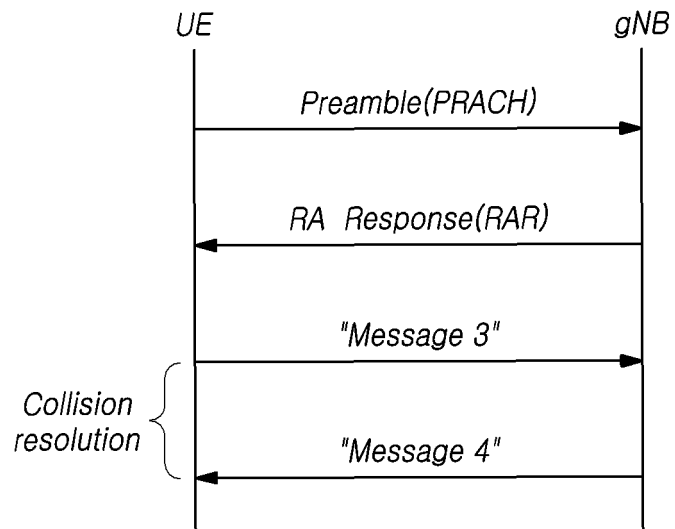 UE
gNB
Preamble(PRACH)
RA Response(RAR)
"Message 3"
Collision
resolution
"Message 4"